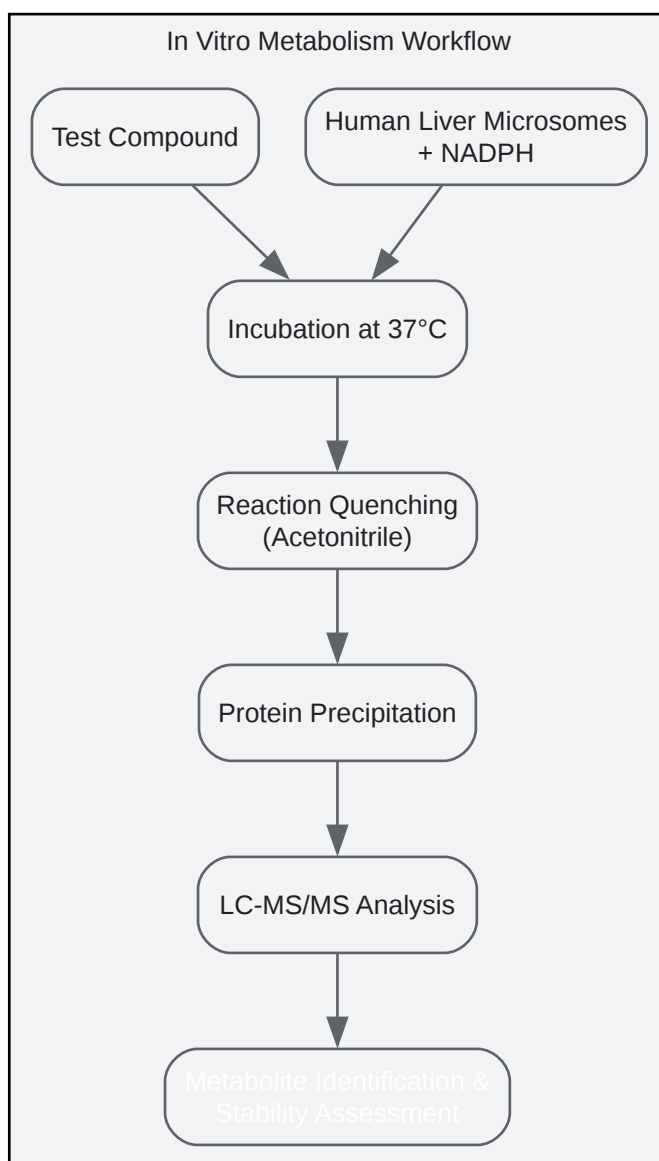 In Vitro Metabolism Workflow
Test Compound
Human Liver Microsomes
+ NADPH
Incubation at 37°C
Reaction Quenching
(Acetonitrile)
Protein Precipitation
LC-MS/MS Analysis
Metabolite Identification &
Stability Assessment